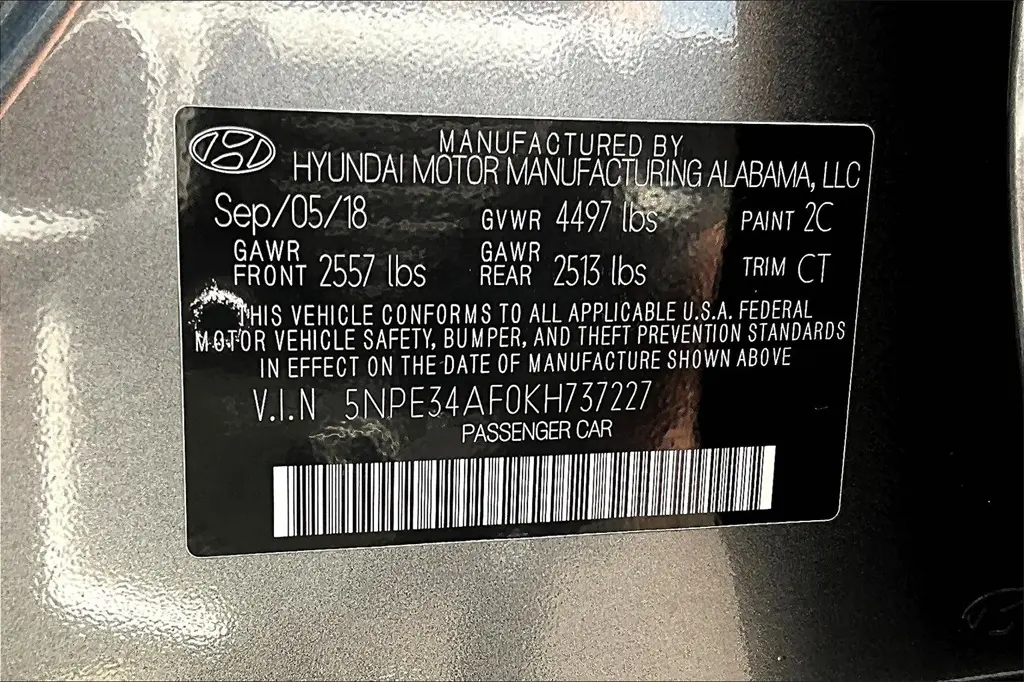 MANUFACTURED BY
HYUNDAI MOTOR MANUFACTURING ALABAMA, LLC
Sep/05/18 GVWR 4497 lbs PAINT 2C
GAWR FRONT 2557 lbs GAWR REAR 2513 lbs TRIM CT
THIS VEHICLE CONFORMS TO ALL APPLICABLE U.S.A. FEDERAL
MOTOR VEHICLE SAFETY, BUMPER, AND THEFT PREVENTION STANDARDS
IN EFFECT ON THE DATE OF MANUFACTURE SHOWN ABOVE
V.I.N 5NPE34AF0KH737227
PASSENGER CAR